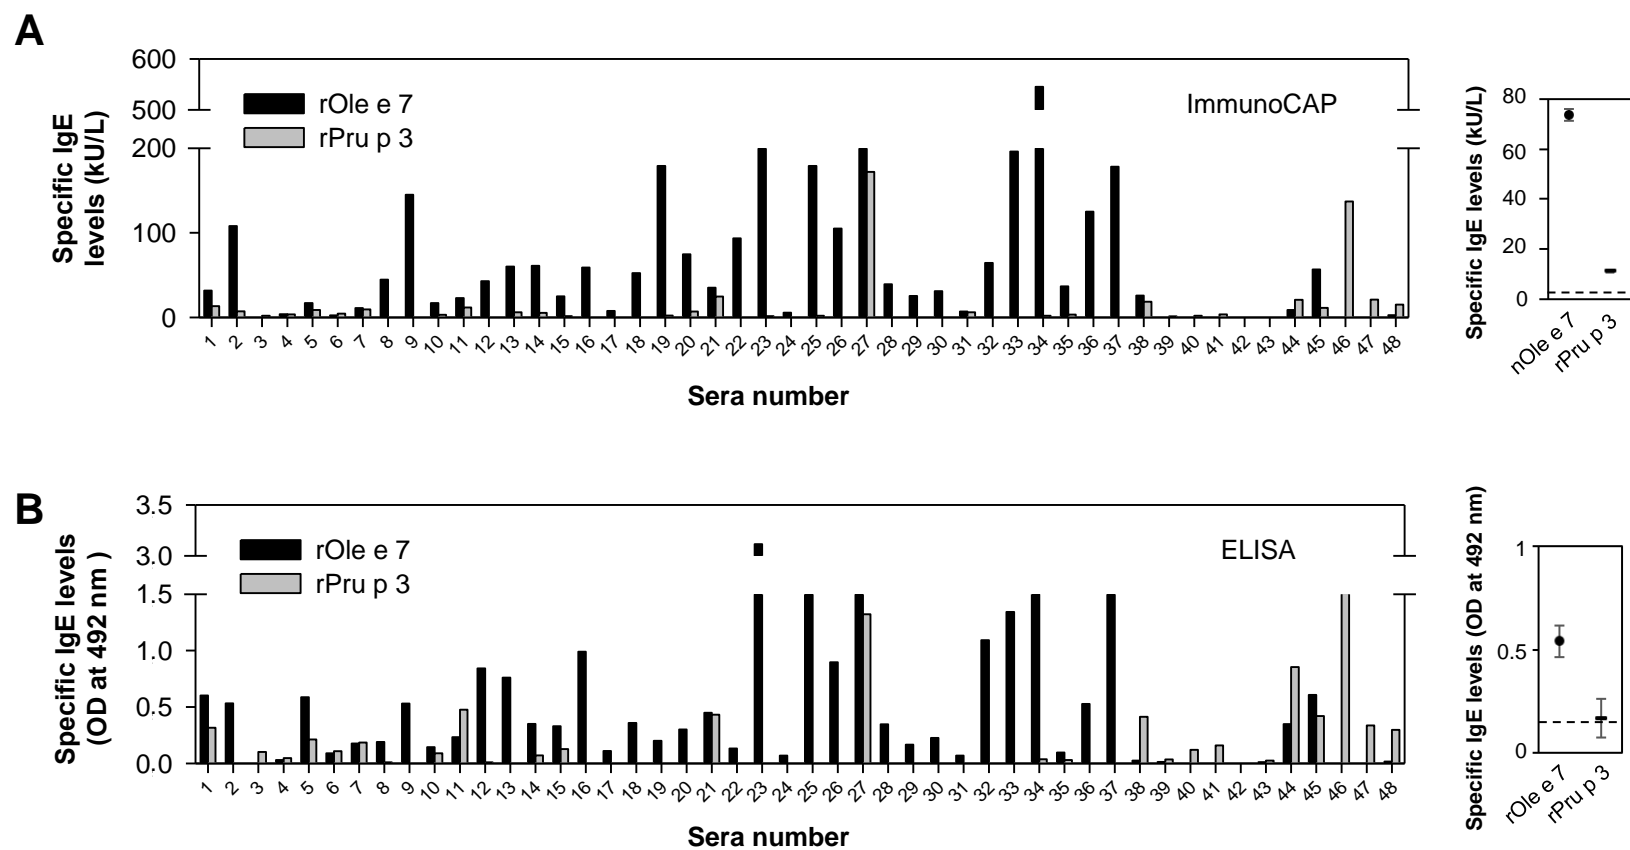 A
600
500
200
100
0
Specific IgE
levels (kU/L)
rOle e 7
rPru p 3
ImmunoCAP
1 2 3 4 5 6 7 8 9 10 11 12 13 14 15 16 17 18 19 20 21 22 23 24 25 26 27 28 29 30 31 32 33 34 35 36 37 38 39 40 41 42 43 44 45 46 47 48
Sera number
Specific IgE levels (kU/L)
80
60
40
20
0
nOle e 7
rPru p 3
B
3.5
3.0
1.5
1.0
0.5
0.0
Specific IgE levels
(OD at 492 nm )
rOle e 7
rPru p 3
ELISA
1 2 3 4 5 6 7 8 9 10 11 12 13 14 15 16 17 18 19 20 21 22 23 24 25 26 27 28 29 30 31 32 33 34 35 36 37 38 39 40 41 42 43 44 45 46 47 48
Sera number
Specific IgE levels (OD at 492 nm)
1
0.5
0
rOle e 7
rPru p 3